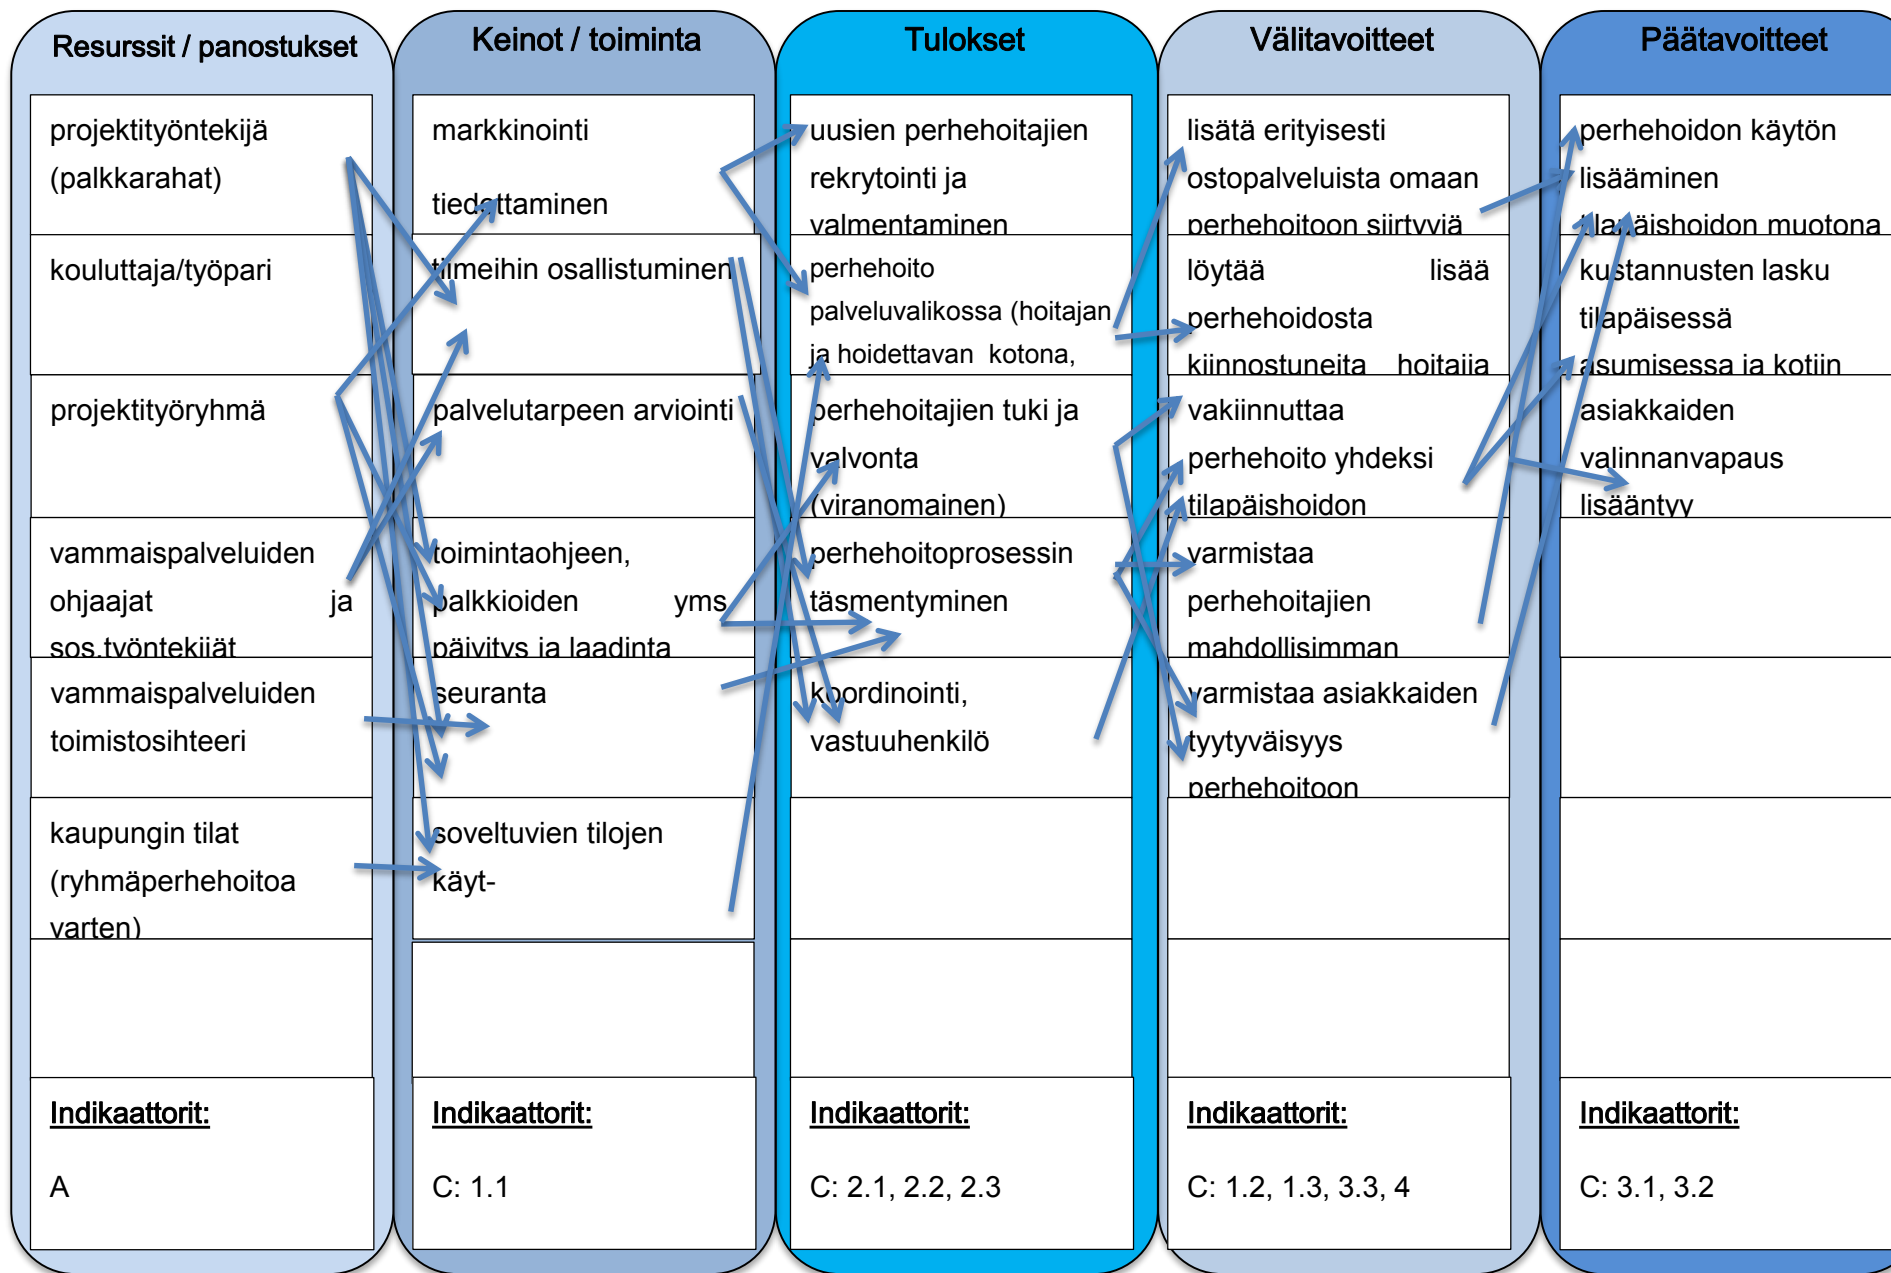 Resurssit / panostukset
projektityöntekijä
(palkkarahat)
kouluttaja/työpari
projektityöryhmä
vammaispalveluiden
ohjaajat ja
sos.työntekijät
vammaispalveluiden
toimistosihteeri
kaupungin tilat
(ryhmäperhehoitoa
varten)
Indikaattorit:
A
Keinot / toiminta
markkinointi
tiedottaminen
tiimeihin osallistuminen
palvelutarpeen arviointi
toimintaohjeen,
palkkioiden yms
päivitys ja laadinta
seuranta
soveltuvien tilojen
käyt-
Indikaattorit:
C: 1.1
Tulokset
uusien perhehoitajien
rekrytointi ja
valmentaminen
perhehoito
palveluvalikossa (hoitajan
ja hoidettavan kotona,
perhehoitajien tuki ja
valvonta
(viranomainen)
perhehoitoprosessin
täsmentyminen
koordinointi,
vastuuhenkilö
Indikaattorit:
C: 2.1, 2.2, 2.3
Välitavoitteet
lisätä erityisesti
ostopalveluista omaan
perhehoitoon siirtyviä
löytää lisää
perhehoidosta
kiinnostuneita hoitajia
vakiinnuttaa
perhehoito yhdeksi
tilapäishoidon
varmistaa
perhehoitajien
mahdollisimman
varmistaa asiakkaiden
tyytyväisyys
perhehoitoon
Indikaattorit:
C: 1.2, 1.3, 3.3, 4
Päätavoitteet
perhehoidon käytön
lisääminen
tilapäishoidon muotona
kustannusten lasku
tilapäisessä
asumisessa ja kotiin
asiakkaiden
valinnanvapaus
lisääntyy
Indikaattorit:
C: 3.1, 3.2